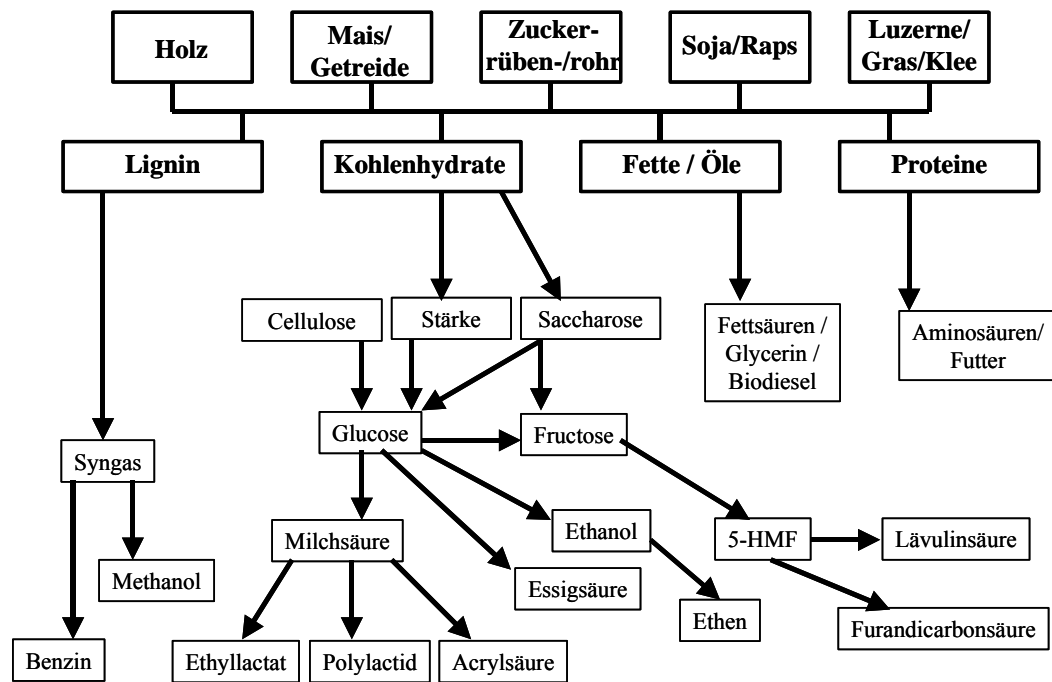 Holz
Mais/
Getreide
Zucker-
rüben-/rohr
Soja/Raps
Luzerne/
Gras/Klee
Lignin
Kohlenhydrate
Fette / Öle
Proteine
Cellulose
Stärke
Saccharose
Fettsäuren /
Glycerin /
Biodiesel
Aminosäuren/
Futter
Glucose
Fructose
Syngas
Milchsäure
Ethanol
5-HMF
Lävulinsäure
Methanol
Essigsäure
Ethen
Furandicarbonsäure
Benzin
Ethyllactat
Polylactid
Acrylsäure